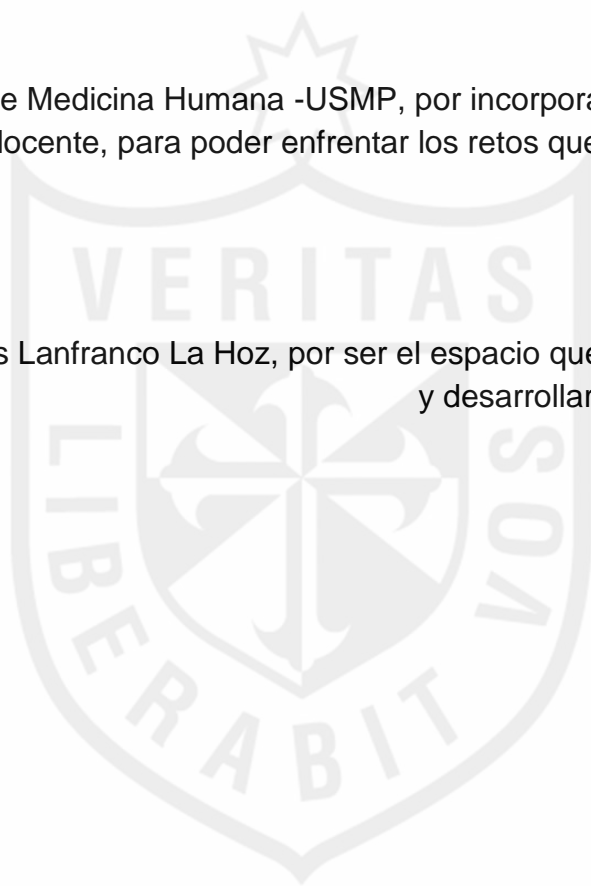 e Medicina Humana -USMP, por incorpora
docente, para poder enfrentar los retos que
VERITAS
s Lanfranco La Hoz, por ser el espacio que
y desarrollar
LIBERABIT VOS